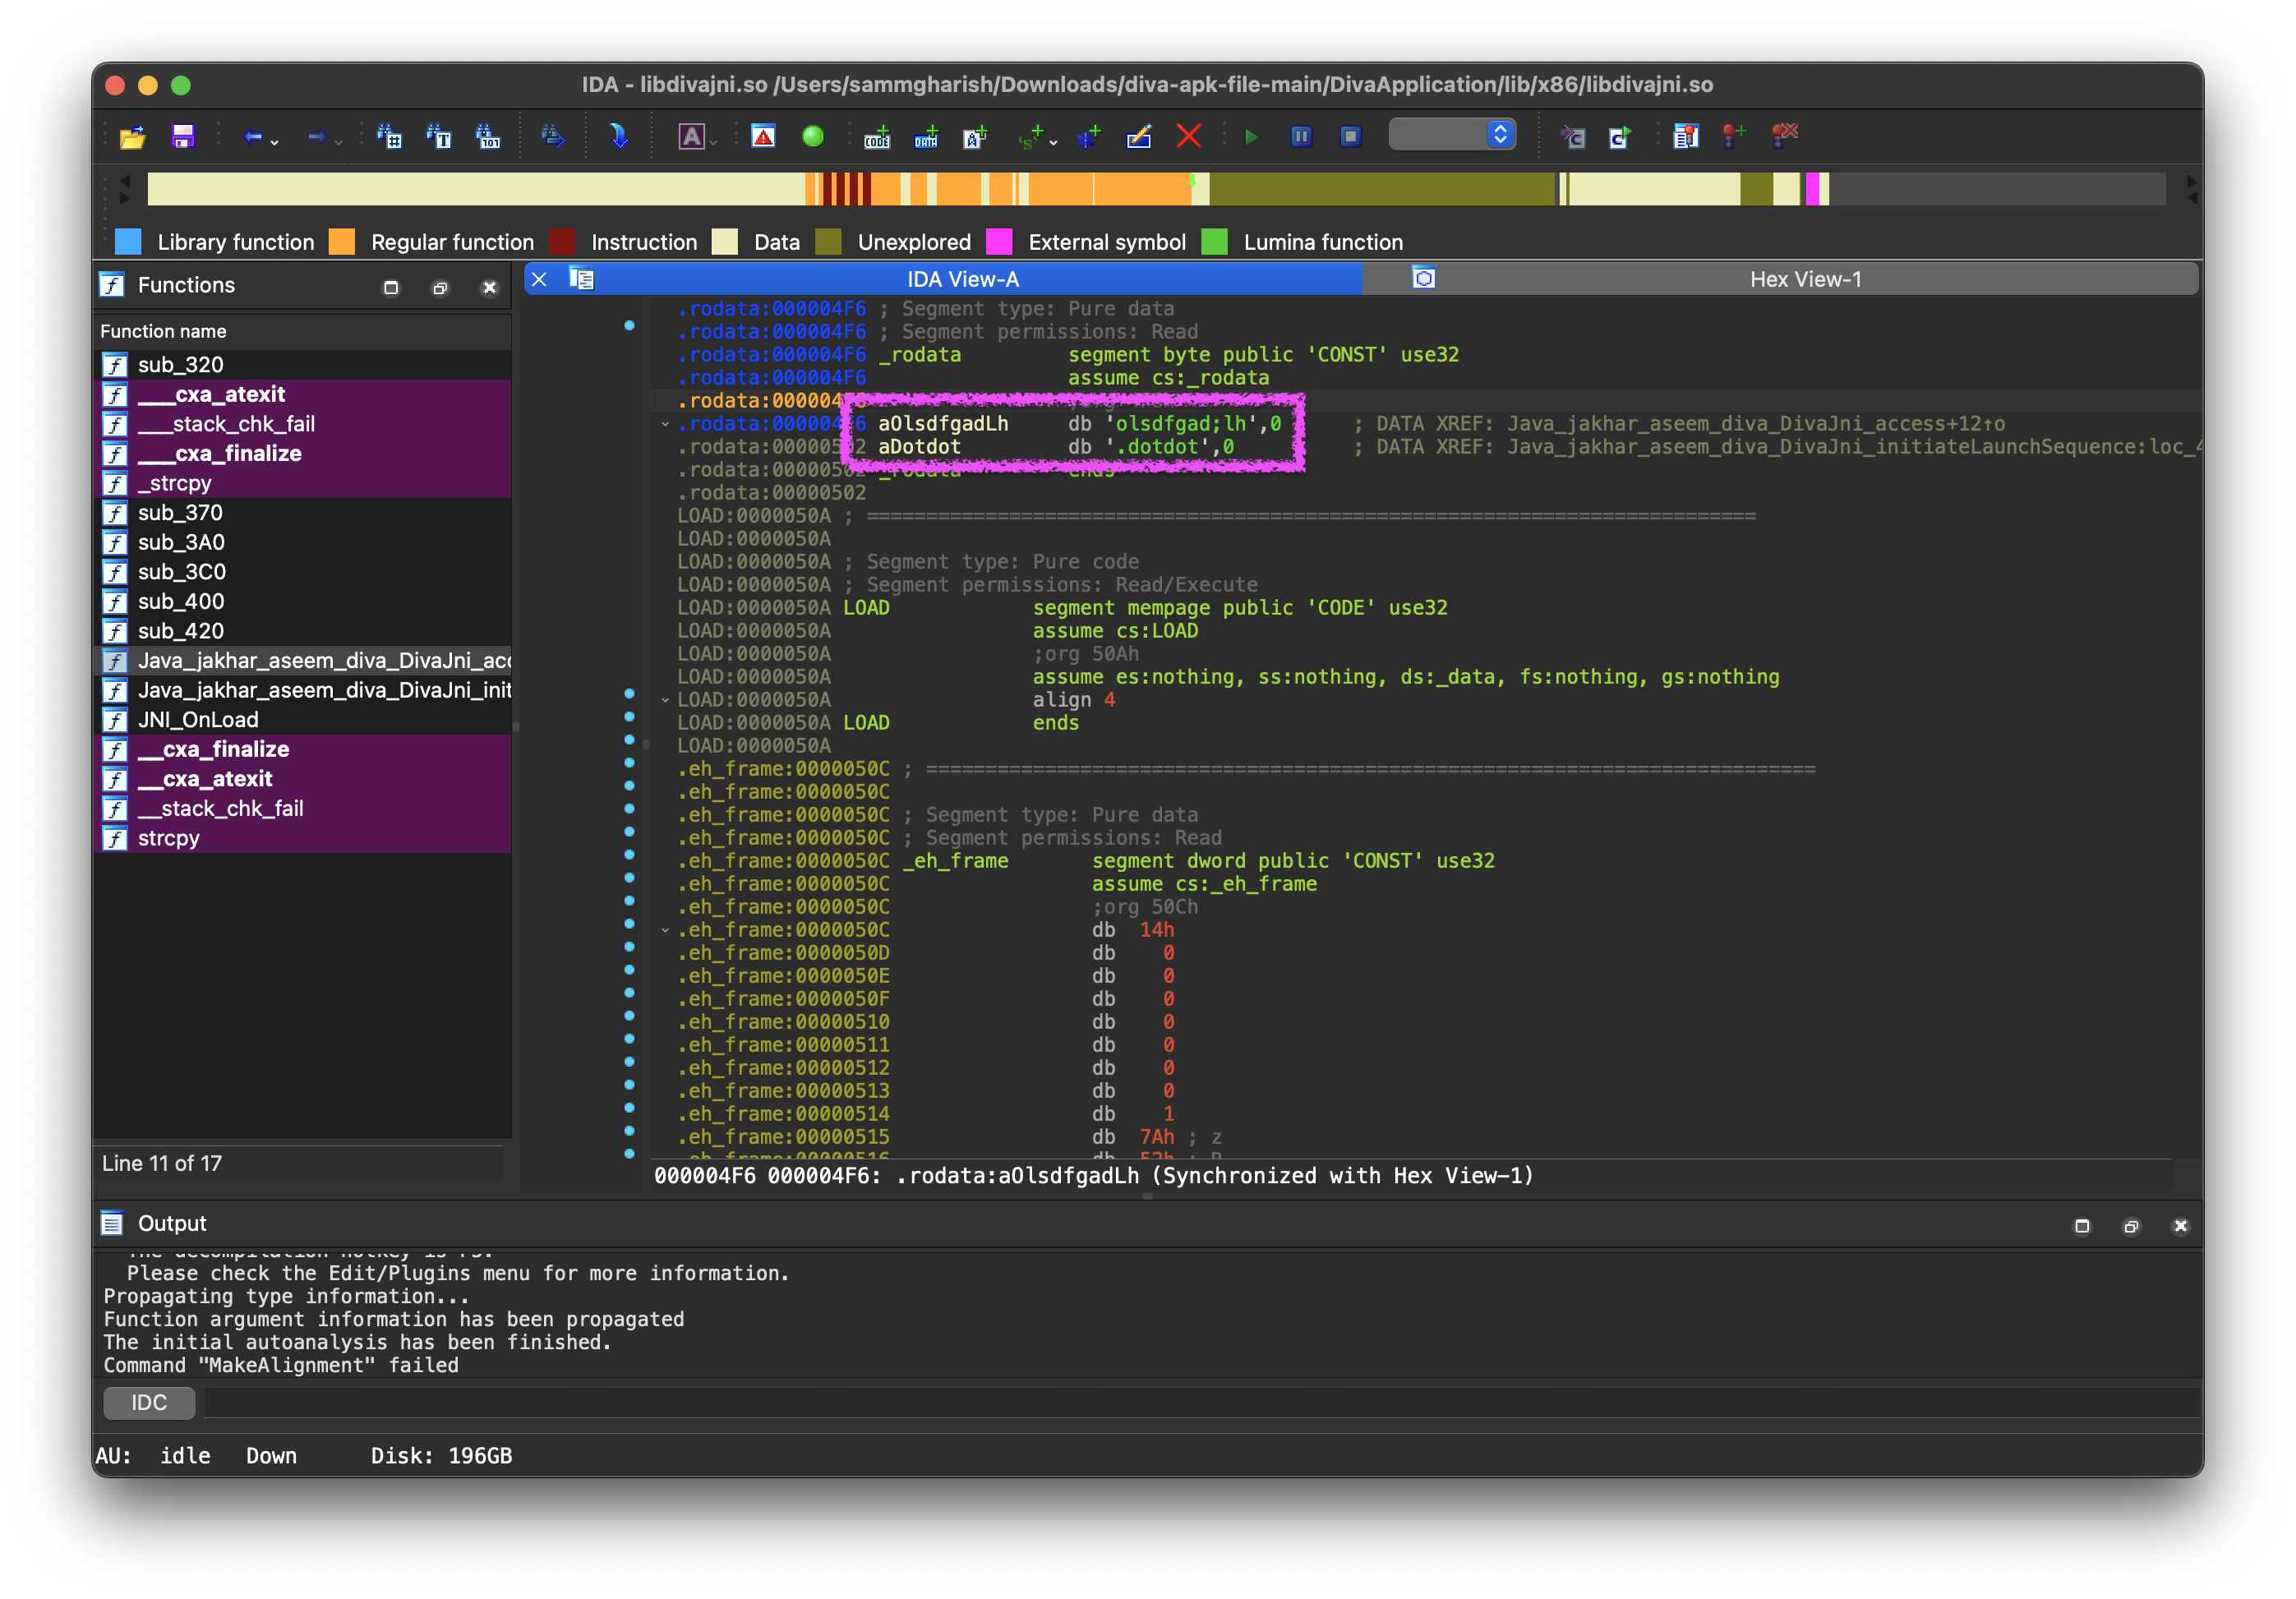 IDA - libdivajni.so /Users/sammgharish/Downloads/diva-apk-file-main/DivaApplication/lib/x86/libdivajni.so
Library function Regular function Instruction Data Unexplored External symbol Lumina function
Functions
Function name
sub_320
___cxa_atexit
___stack_chk_fail
___cxa_finalize
_strcpy
sub_370
sub_3A0
sub_3C0
sub_400
sub_420
Java_jakhar_aseem_diva_DivaJni_acc
Java_jakhar_aseem_diva_DivaJni_init
JNI_OnLoad
__cxa_finalize
__cxa_atexit
__stack_chk_fail
strcpy
Line 11 of 17
IDA View-A
Hex View-1
.rodata:000004F6 ; Segment type: Pure data
.rodata:000004F6 ; Segment permissions: Read
.rodata:000004F6 _rodata segment byte public 'CONST' use32
.rodata:000004F6 assume cs:_rodata
.rodata:000004
.rodata:000004F6 aOlsdfgadLh db 'olsdfgad;lh',0 ; DATA XREF: Java_jakhar_aseem_diva_DivaJni_access+12↑o
.rodata:00000502 aDotdot db '.dotdot',0 ; DATA XREF: Java_jakhar_aseem_diva_DivaJni_initiateLaunchSequence:loc_4
.rodata:00000502 _rodata ends
.rodata:00000502
LOAD:0000050A ; ===========================================================================
LOAD:0000050A
LOAD:0000050A ; Segment type: Pure code
LOAD:0000050A ; Segment permissions: Read/Execute
LOAD:0000050A LOAD segment mempage public 'CODE' use32
LOAD:0000050A assume cs:LOAD
LOAD:0000050A ;org 50Ah
LOAD:0000050A assume es:nothing, ss:nothing, ds:_data, fs:nothing, gs:nothing
LOAD:0000050A align 4
LOAD:0000050A LOAD ends
LOAD:0000050A
.eh_frame:0000050C ; ===========================================================================
.eh_frame:0000050C
.eh_frame:0000050C ; Segment type: Pure data
.eh_frame:0000050C ; Segment permissions: Read
.eh_frame:0000050C _eh_frame segment dword public 'CONST' use32
.eh_frame:0000050C assume cs:_eh_frame
.eh_frame:0000050C ;org 50Ch
.eh_frame:0000050C db 14h
.eh_frame:0000050D db 0
.eh_frame:0000050E db 0
.eh_frame:0000050F db 0
.eh_frame:00000510 db 0
.eh_frame:00000511 db 0
.eh_frame:00000512 db 0
.eh_frame:00000513 db 0
.eh_frame:00000514 db 1
.eh_frame:00000515 db 7Ah ; z
.eh_frame:00000516 db 52h ; R
000004F6 000004F6: .rodata:aOlsdfgadLh (Synchronized with Hex View-1)
Output
The decompilation hotkey is F5.
Please check the Edit/Plugins menu for more information.
Propagating type information...
Function argument information has been propagated
The initial autoanalysis has been finished.
Command "MakeAlignment" failed
IDC
AU: idle Down Disk: 196GB